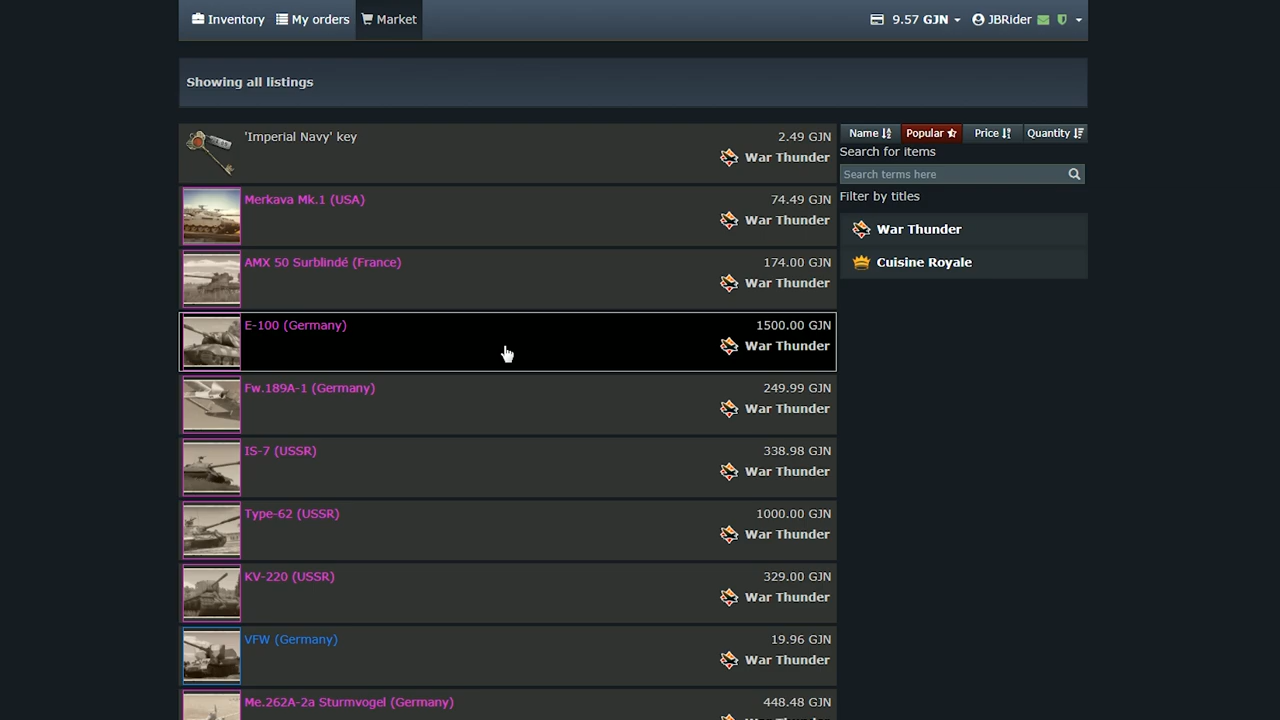 Inventory My orders Market 9.57 GJN JBRider
Showing all listings
'Imperial Navy' key 2.49 GJN
War Thunder
Merkava Mk.1 (USA) 74.49 GJN
War Thunder
AMX 50 Surblindé (France) 174.00 GJN
War Thunder
E-100 (Germany) 1500.00 GJN
War Thunder
Fw.189A-1 (Germany) 249.99 GJN
War Thunder
IS-7 (USSR) 338.98 GJN
War Thunder
Type-62 (USSR) 1000.00 GJN
War Thunder
KV-220 (USSR) 329.00 GJN
War Thunder
VFW (Germany) 19.96 GJN
War Thunder
Me.262A-2a Sturmvogel (Germany) 448.48 GJN
Name Popular Price Quantity
Search for items
Search terms here
Filter by titles
War Thunder
Cuisine Royale